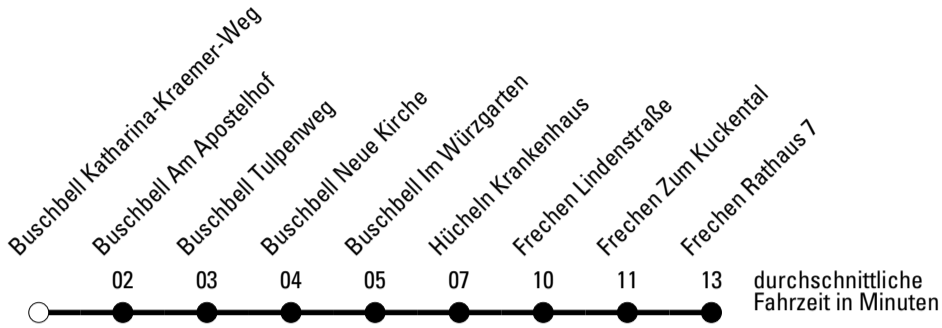 Buschbell Katharina-Kraemer-Weg
Buschbell Am Apostelhof
Buschbell Tulpenweg
Buschbell Neue Kirche
Buschbell Im Würzgarten
Hücheln Krankenhaus
Frechen Lindenstraße
Frechen Zum Kuckental
Frechen Rathaus 7
02 03 04 05 07 10 11 13
durchschnittliche
Fahrzeit in Minuten